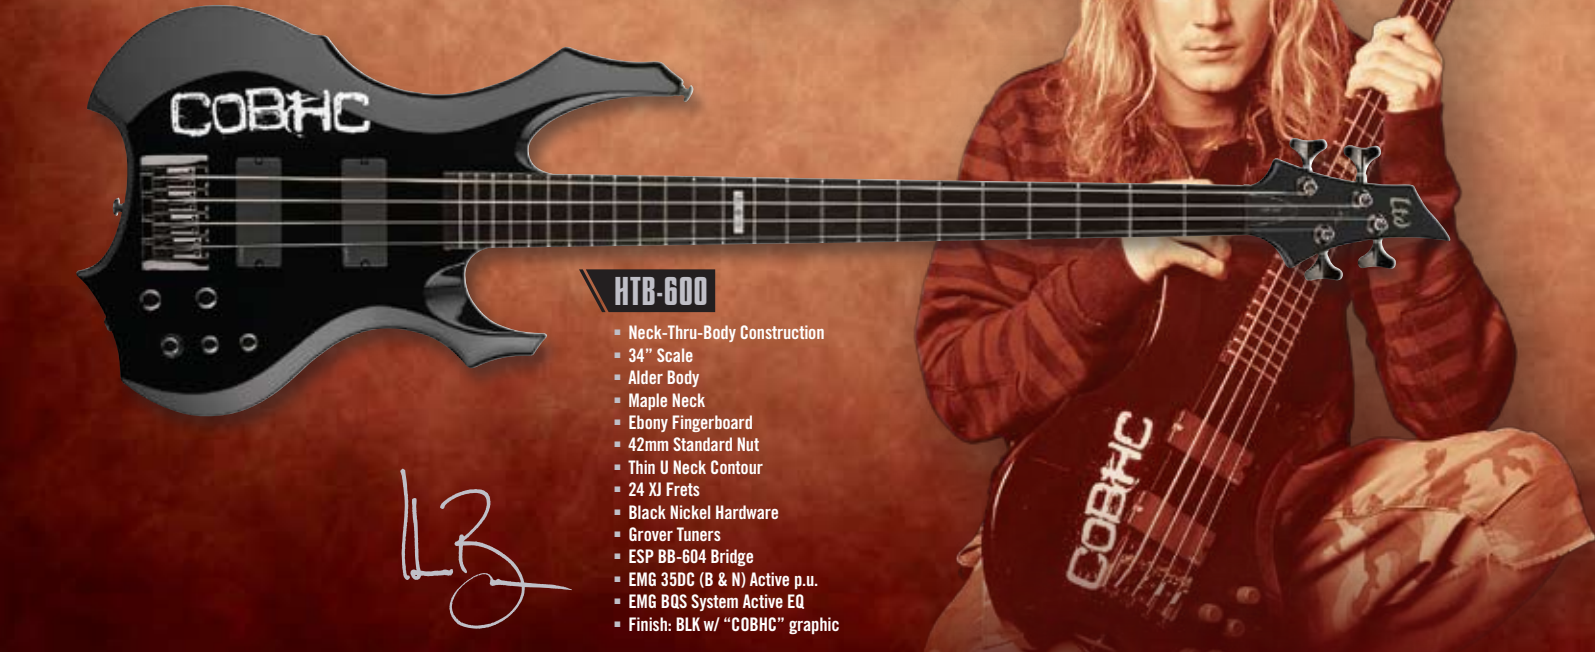 COBHC
Ltd
HTB-600
▪ Neck-Thru-Body Construction
▪ 34” Scale
▪ Alder Body
▪ Maple Neck
▪ Ebony Fingerboard
▪ 42mm Standard Nut
▪ Thin U Neck Contour
▪ 24 XJ Frets
▪ Black Nickel Hardware
▪ Grover Tuners
▪ ESP BB-604 Bridge
▪ EMG 35DC (B & N) Active p.u.
▪ EMG BQS System Active EQ
▪ Finish: BLK w/ “COBHC” graphic
COBHC